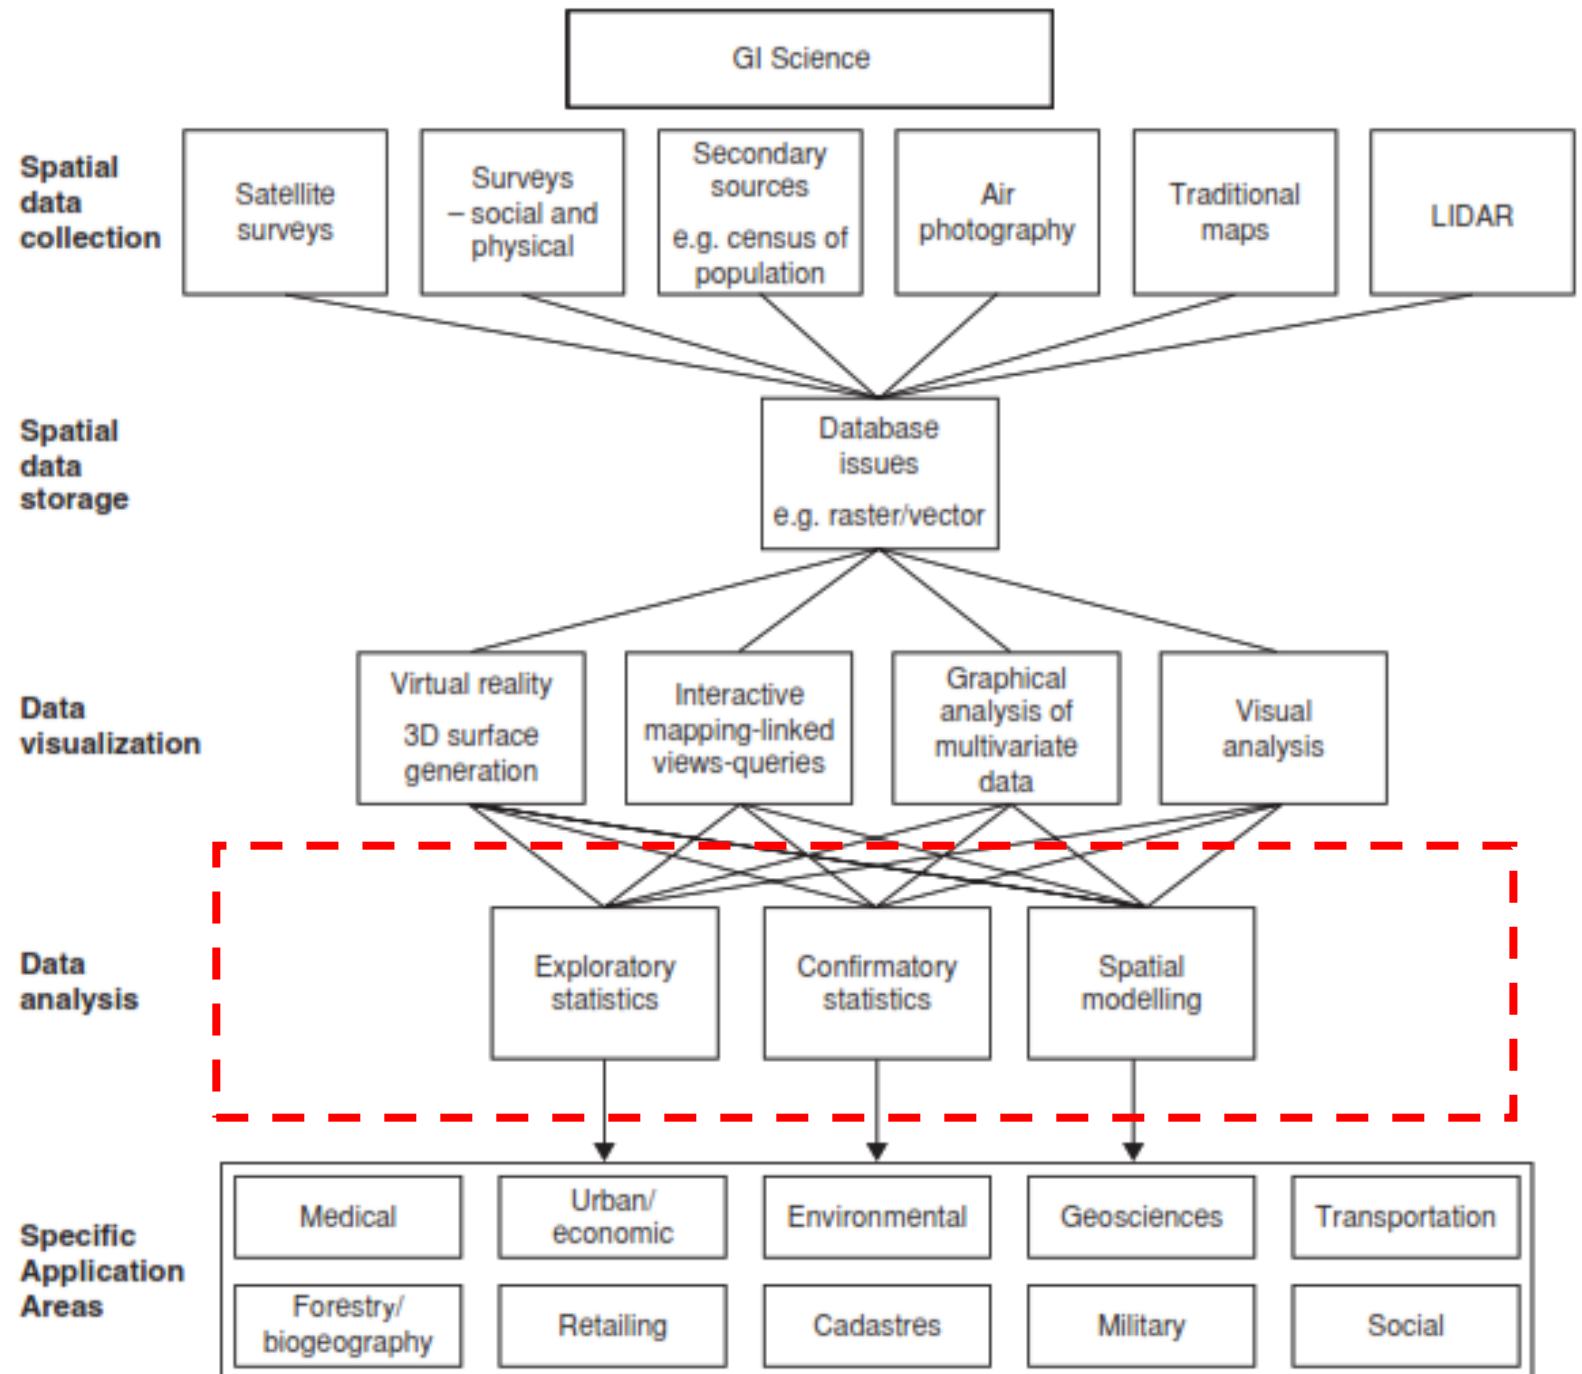 GI Science
Spatial
data
collection
Satellite
surveys
Surveys
– social and
physical
Secondary
sources
e.g. census of
population
Air
photography
Traditional
maps
LIDAR
Spatial
data
storage
Database
issues
e.g. raster/vector
Data
visualization
Virtual reality
3D surface
generation
Interactive
mapping-linked
views-queries
Graphical
analysis of
multivariate
data
Visual
analysis
Data
analysis
Exploratory
statistics
Confirmatory
statistics
Spatial
modelling
Specific
Application
Areas
Medical
Urban/
economic
Environmental
Geosciences
Transportation
Forestry/
biogeography
Retailing
Cadastres
Military
Social